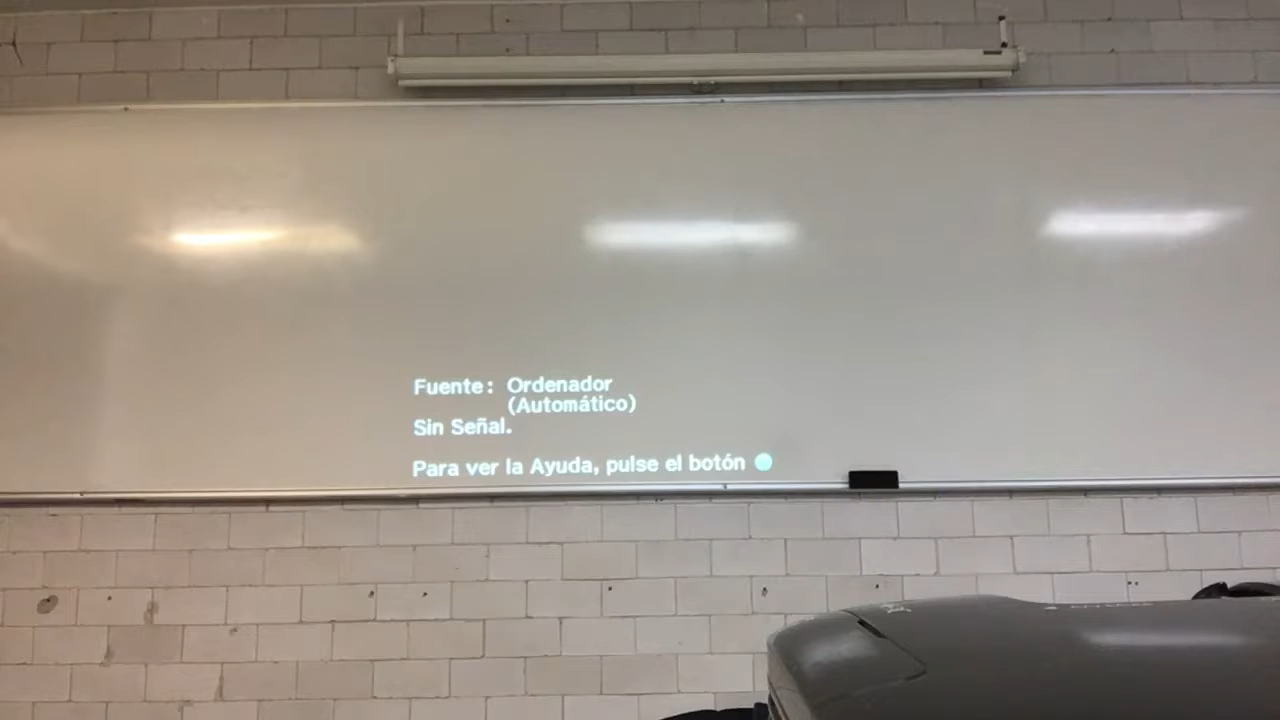 Fuente: Ordenador
(Automático)
Sin Señal.
Para ver la Ayuda, pulse el botón